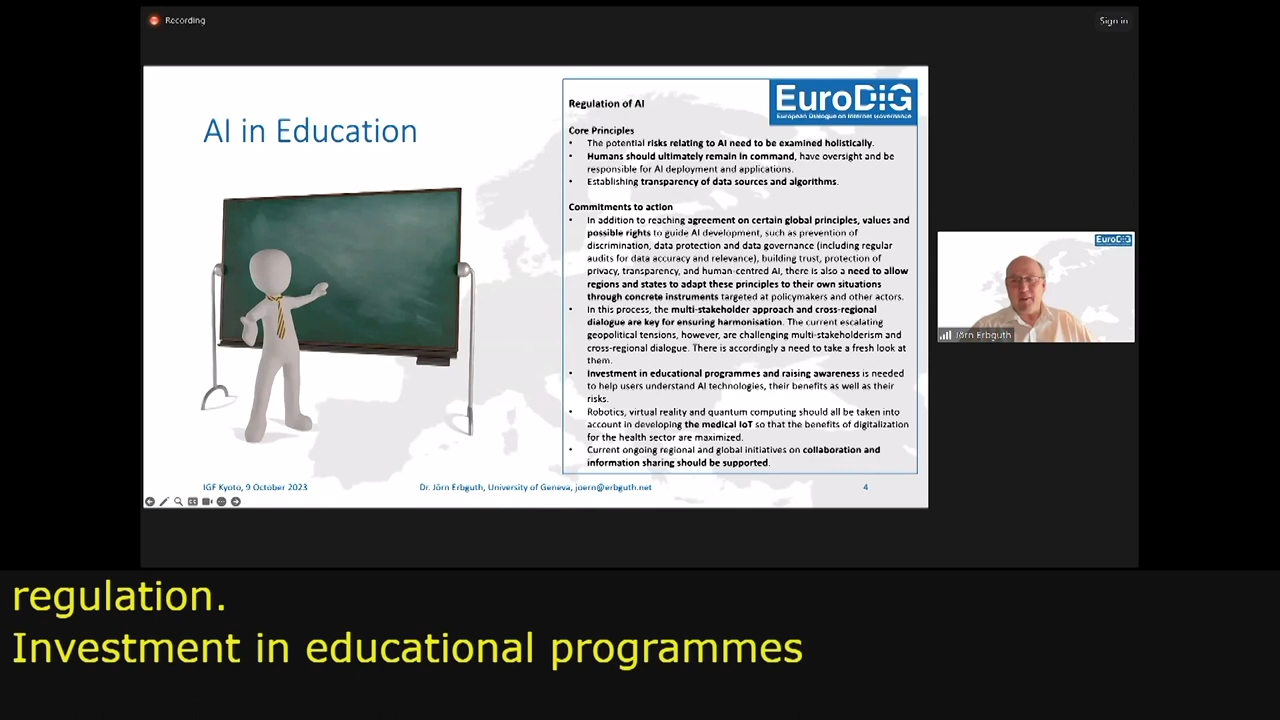 Recording
Sign in
AI in Education
EuroDIG
European Dialogue on Internet Governance
Regulation of AI
Core Principles
• The potential risks relating to AI need to be examined holistically.
• Humans should ultimately remain in command, have oversight and be
responsible for AI deployment and applications.
• Establishing transparency of data sources and algorithms.
Commitments to action
• In addition to reaching agreement on certain global principles, values and
possible rights to guide AI development, such as prevention of
discrimination, data protection and data governance (including regular
audits for data accuracy and relevance), building trust, protection of
privacy, transparency, and human-centred AI, there is also a need to allow
regions and states to adapt these principles to their own situations
through concrete instruments targeted at policymakers and other actors.
• In this process, the multi-stakeholder approach and cross-regional
dialogue are key for ensuring harmonisation. The current escalating
geopolitical tensions, however, are challenging multi-stakeholderism and
cross-regional dialogue. There is accordingly a need to take a fresh look at
them.
• Investment in educational programmes and raising awareness is needed
to help users understand AI technologies, their benefits as well as their
risks.
• Robotics, virtual reality and quantum computing should all be taken into
account in developing the medical IoT so that the benefits of digitalization
for the health sector are maximized.
• Current ongoing regional and global initiatives on collaboration and
information sharing should be supported.
IGF Kyoto, 9 October 2023
Dr. Jörn Erbguth, University of Geneva, joern@erbguth.net
4
EuroDIG
Jörn Erbguth
regulation.
Investment in educational programmes